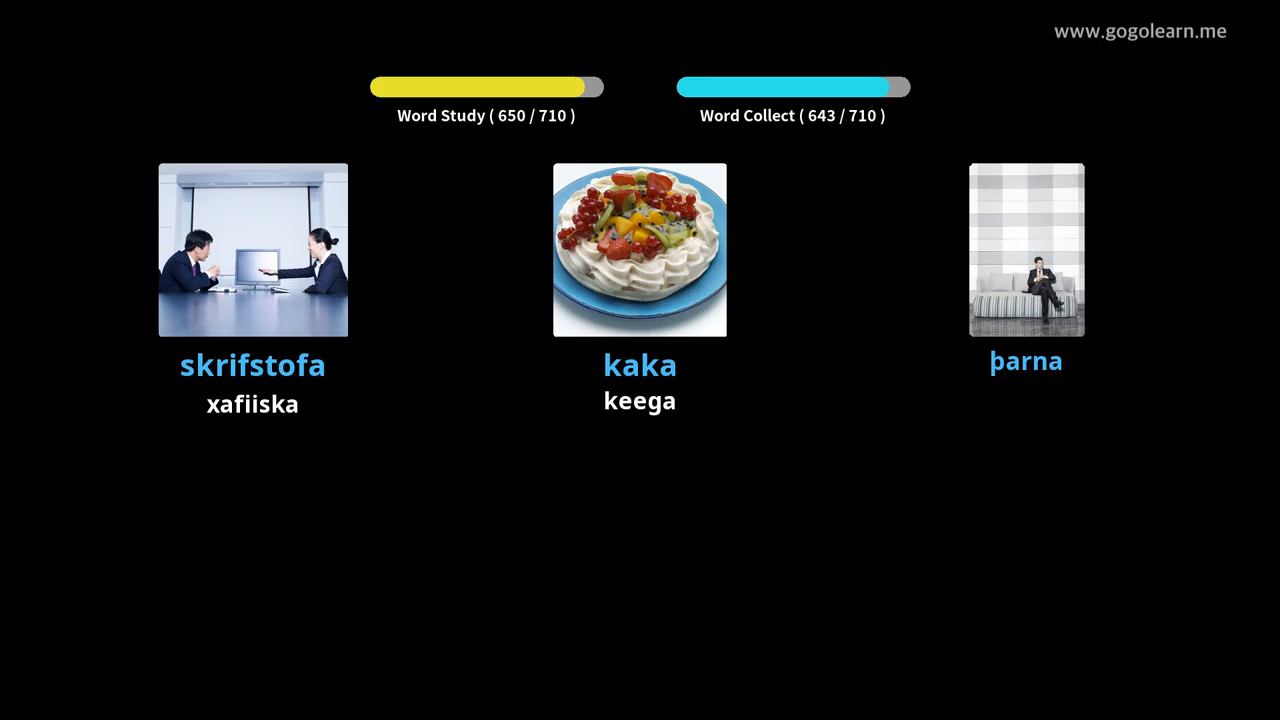 www.gogolearn.me
Word Study ( 650 / 710 )
Word Collect ( 643 / 710 )
skrifstofa
xafiiska
kaka
keega
þarna